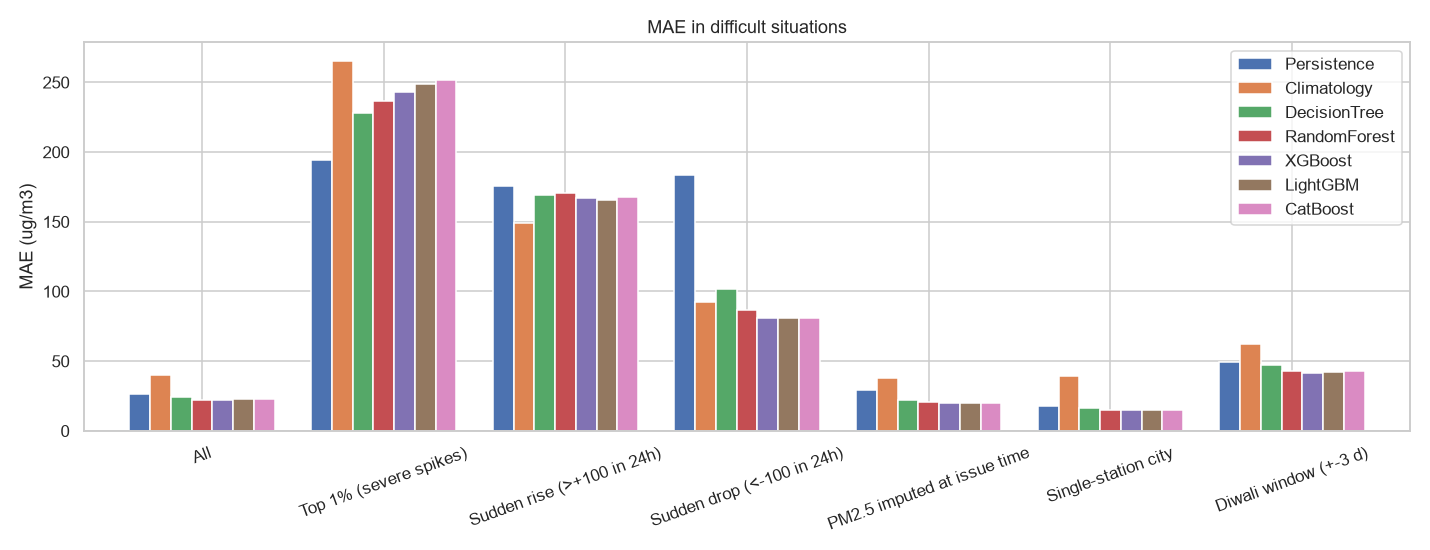 MAE in difficult situations
MAE (ug/m3)
250
200
150
100
50
0
Persistence
Climatology
DecisionTree
RandomForest
XGBoost
LightGBM
CatBoost
All
Top 1% (severe spikes)
Sudden rise (>+100 in 24h)
Sudden drop (<-100 in 24h)
PM2.5 imputed at issue time
Single-station city
Diwali window (+-3 d)